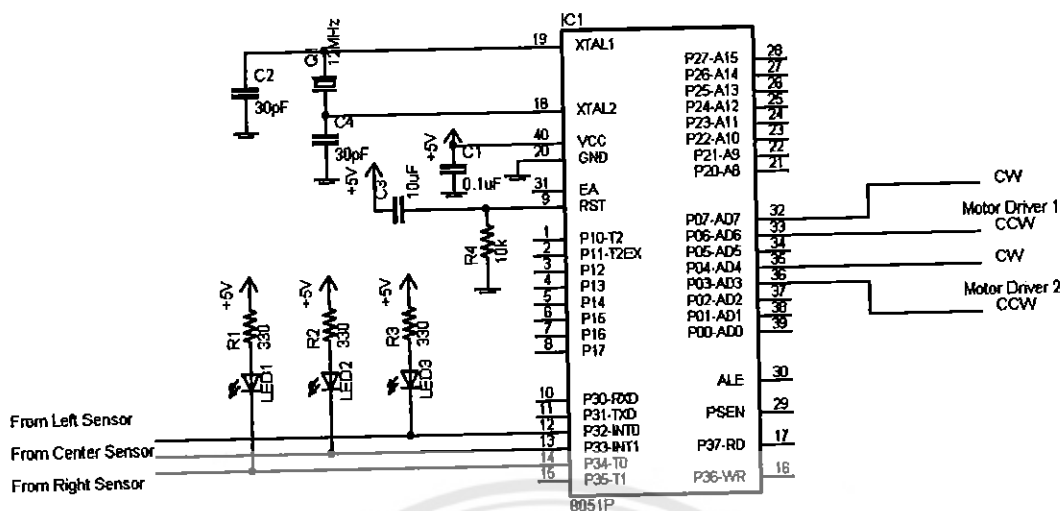 IC1
19
XTAL1
Q1
12MHz
C2
30pF
18
XTAL2
C4
30pF
+5V
40
VCC
C1
0.1uF
20
GND
+5V
C3
10uF
31
EA
9
RST
R4
10k
1
P10-T2
2
P11-T2EX
3
P12
4
P13
5
P14
6
P15
7
P16
8
P17
+5V
R1
330
LED1
+5V
R2
330
LED2
+5V
R3
330
LED3
10
P30-RXD
11
P31-TXD
12
P32-INT0
13
P33-INT1
14
P34-T0
15
P35-T1
From Left Sensor
From Center Sensor
From Right Sensor
P27-A15
28
P26-A14
27
P25-A13
26
P24-A12
25
P23-A11
24
P22-A10
23
P21-A9
22
P20-A8
21
P07-AD7
32
P06-AD6
33
P05-AD5
34
P04-AD4
35
P03-AD3
36
P02-AD2
37
P01-AD1
38
P00-AD0
39
CW
Motor Driver 1
CCW
CW
Motor Driver 2
CCW
ALE
30
PSEN
29
P37-RD
17
P36-WR
16
8051P